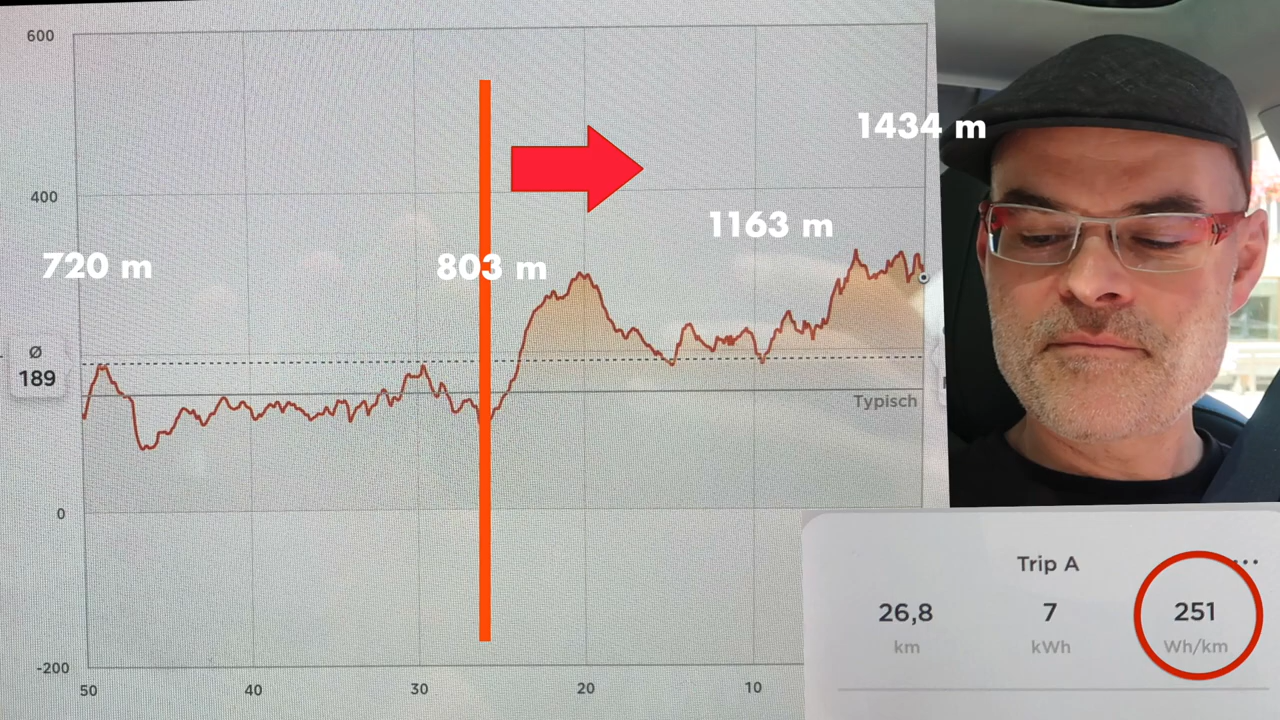 600
1434 m
400
1163 m
720 m
803 m
Ø
189
Typisch
0
Trip A ...
26,8 7 251
km kWh Wh/km
-200
50 40 30 20 10